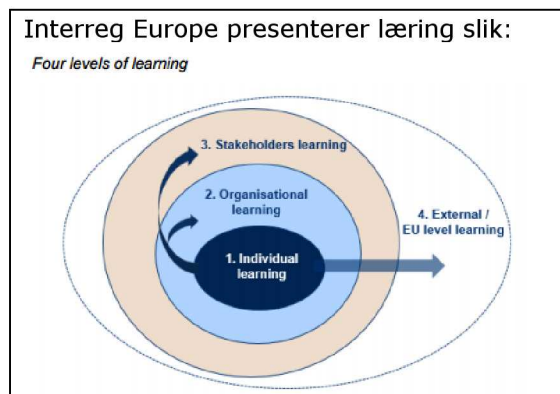 Interreg Europe presenterer læring slik:
Four levels of learning
3. Stakeholders learning
2. Organisational
learning
4. External /
EU level learning
1. Individual
learning